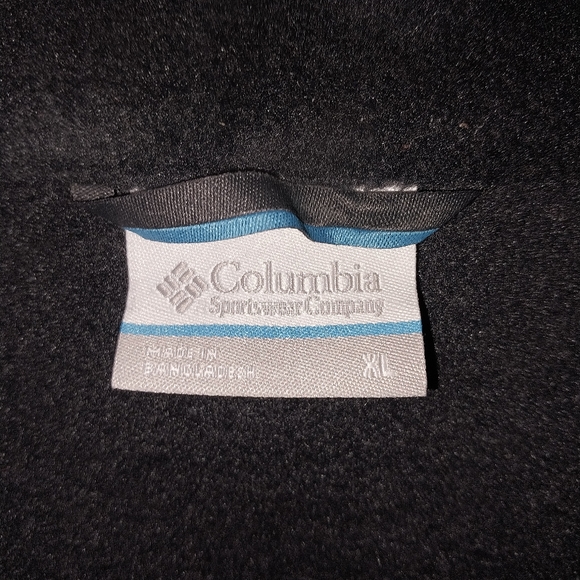 Columbia
Sportswear Company
MADE IN
BANGLADESH
XL